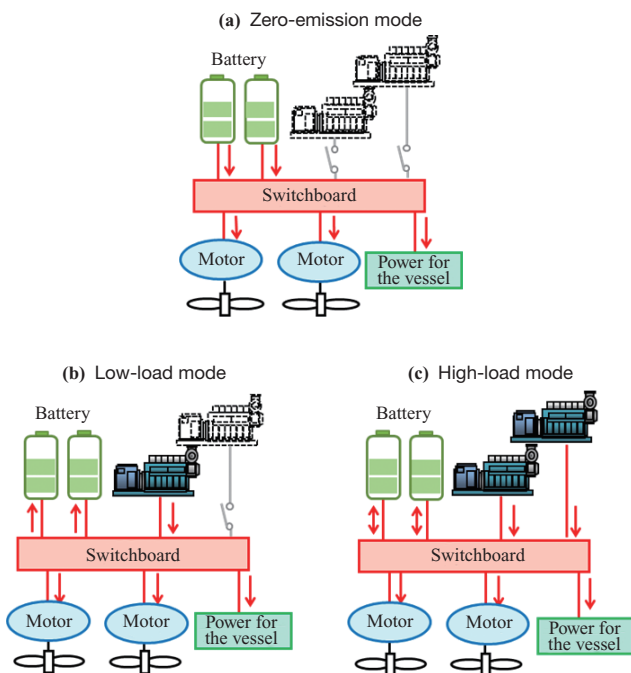 (a) Zero-emission mode
Battery
Switchboard
Motor
Motor
Power for
the vessel
(b) Low-load mode
Battery
Switchboard
Motor
Motor
Power for
the vessel
(c) High-load mode
Battery
Switchboard
Motor
Motor
Power for
the vessel